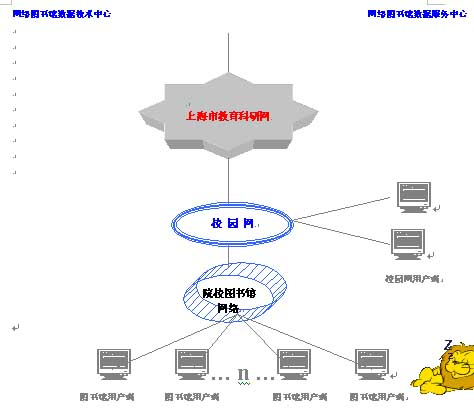 网络图书馆数据技术中心
网络图书馆数据服务中心
上海市教育科研网
校园网
校园网用户端
院校图书馆
网络
... n ...
图书馆用户端
图书馆用户端
图书馆用户端
图书馆用户端
Z